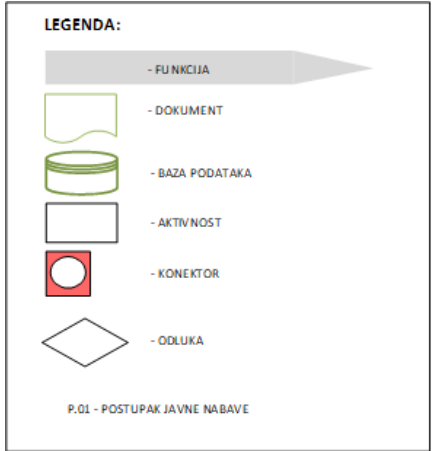 LEGENDA:
- FUNKCIJA
- DOKUMENT
- BAZA PODATAKA
- AKTIVNOST
- KONEKTOR
- ODLUKA
P.01 - POSTUPAK JAVNE NABAVE